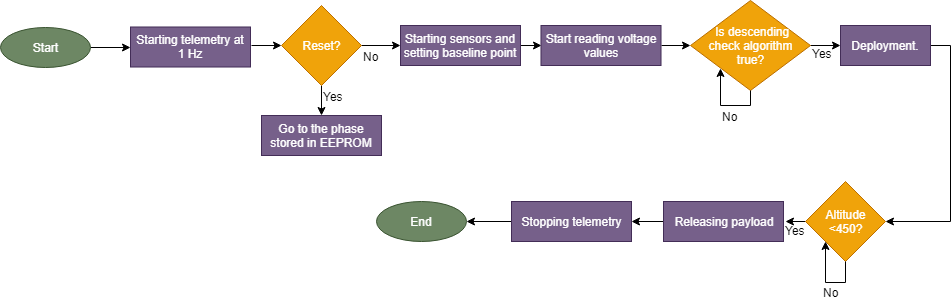 Start
Starting telemetry at
1 Hz
Reset?
No
Yes
Go to the phase
stored in EEPROM
Starting sensors and
setting baseline point
Start reading voltage
values
Is descending
check algorithm
true?
Yes
No
Deployment.
Altitude
<450?
Yes
No
Releasing payload
Stopping telemetry
End